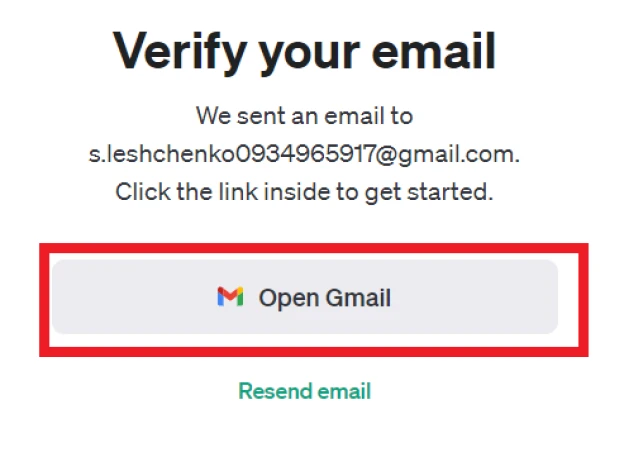 Verify your email
We sent an email to
s.leshchenko0934965917@gmail.com.
Click the link inside to get started.
Open Gmail
Resend email